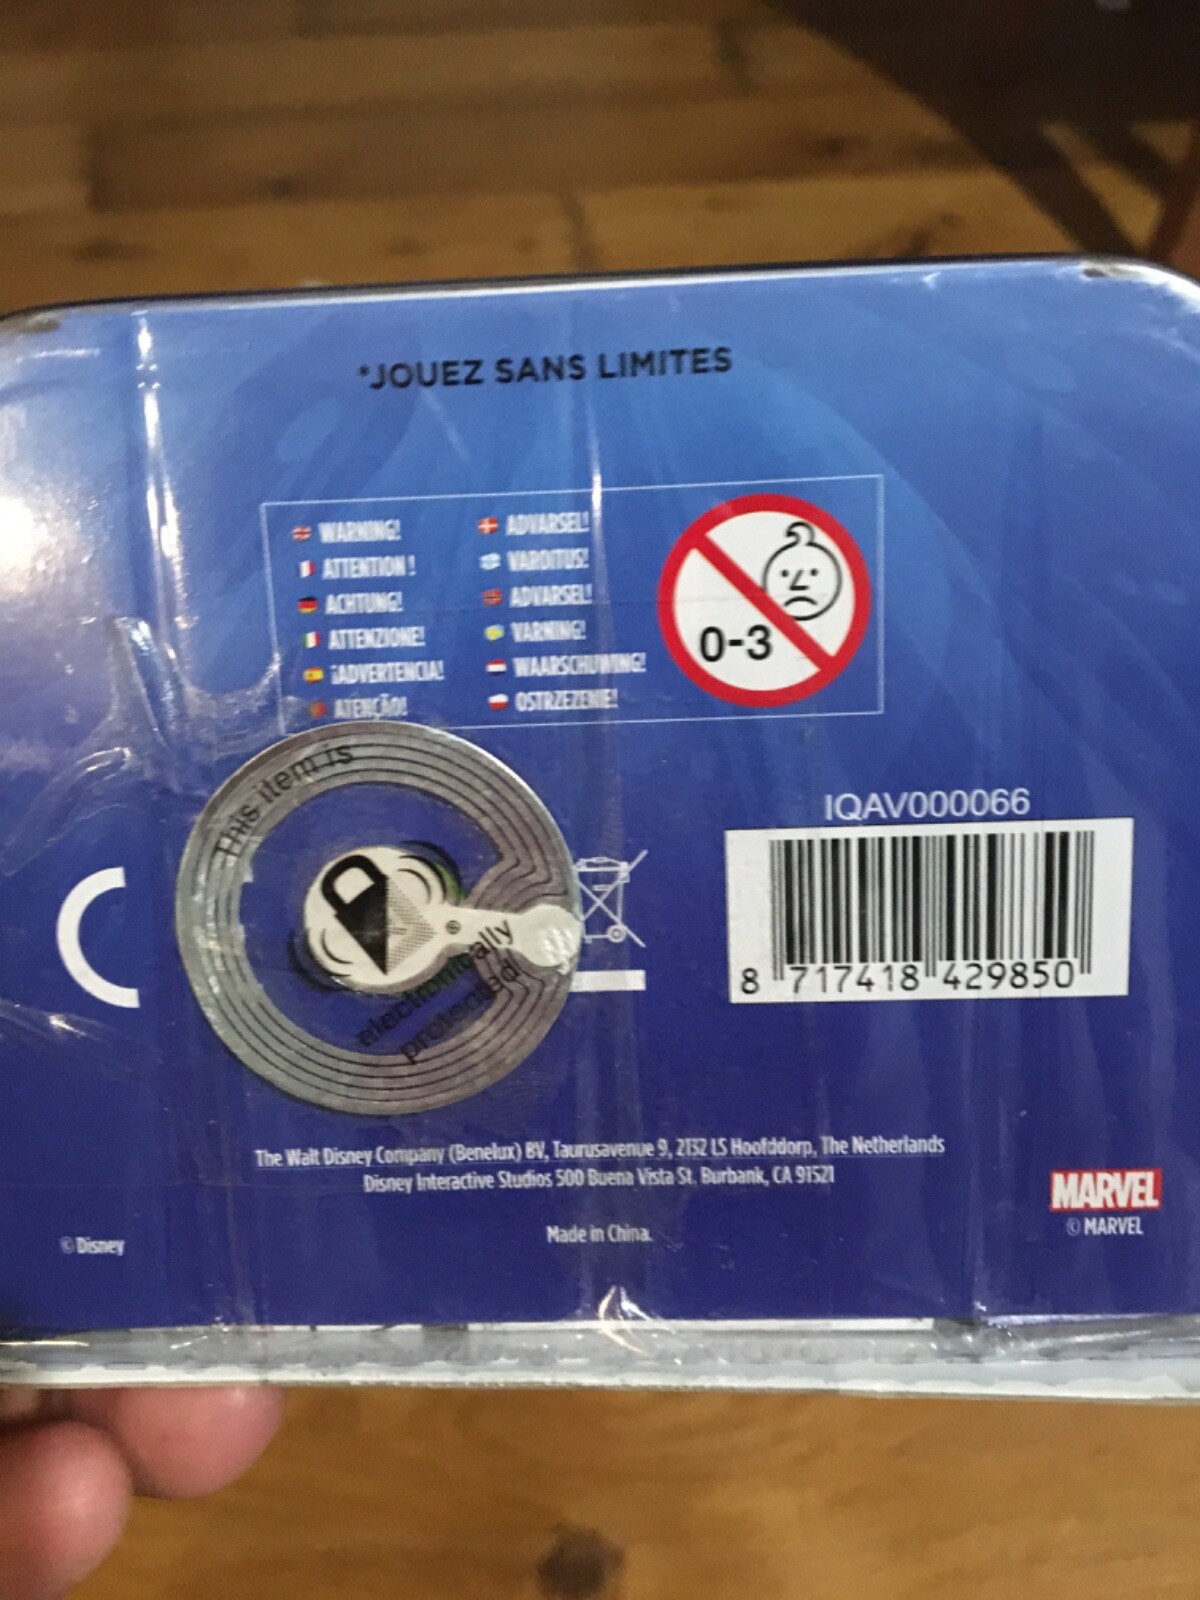 *JOUEZ SANS LIMITES
WARNING!
ATTENTION !
ACHTUNG!
ATTENZIONE!
¡ADVERTENCIA!
ATENÇÃO!
ADVARSEL!
VAROITUS!
ADVARSEL!
VARNING!
WAARSCHUWING!
OSTRZEZENIE!
0-3
This item is
electronically
protected!
®
IQAV000066
8 717418 429850
The Walt Disney Company (Benelux) BV, Taurusavenue 9, 2132 LS Hoofddorp, The Netherlands
Disney Interactive Studios 500 Buena Vista St. Burbank, CA 91521
MARVEL
© MARVEL
Made in China.
© Disney